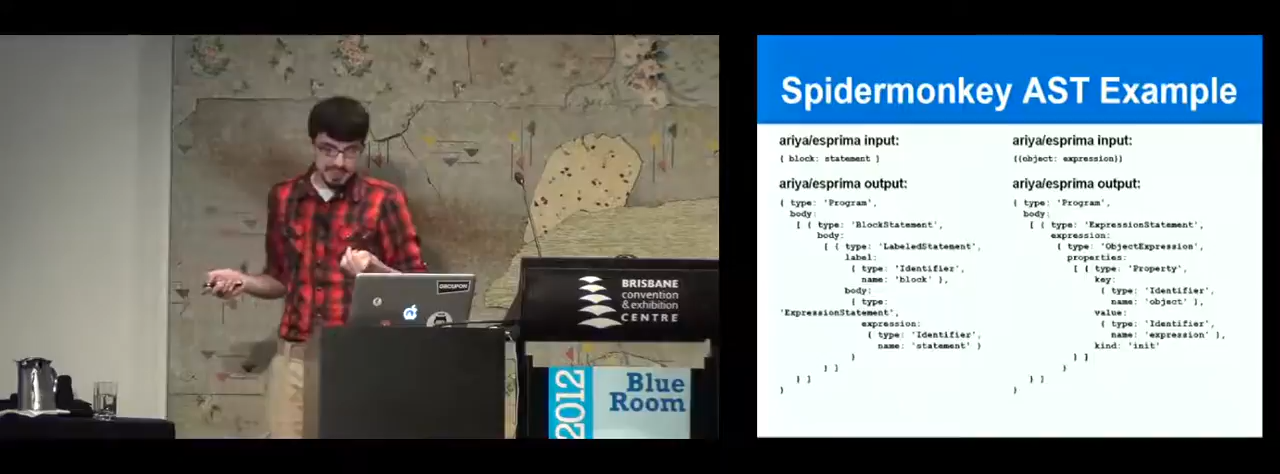 GROUPON
BRISBANE
convention
& exhibition
CENTRE
2012
Blue
Room
Spidermonkey AST Example
ariya/esprima input:
{ block: statement }
ariya/esprima output:
{ type: 'Program',
body:
[ { type: 'BlockStatement',
body:
[ { type: 'LabeledStatement',
label:
{ type: 'Identifier',
name: 'block' },
body:
{ type:
'ExpressionStatement',
expression:
{ type: 'Identifier',
name: 'statement' }
}
} ]
} ]
}
ariya/esprima input:
({object: expression})
ariya/esprima output:
{ type: 'Program',
body:
[ { type: 'ExpressionStatement',
expression:
{ type: 'ObjectExpression',
properties:
[ { type: 'Property',
key:
{ type: 'Identifier',
name: 'object' },
value:
{ type: 'Identifier',
name: 'expression' },
kind: 'init'
} ]
}
} ]
}